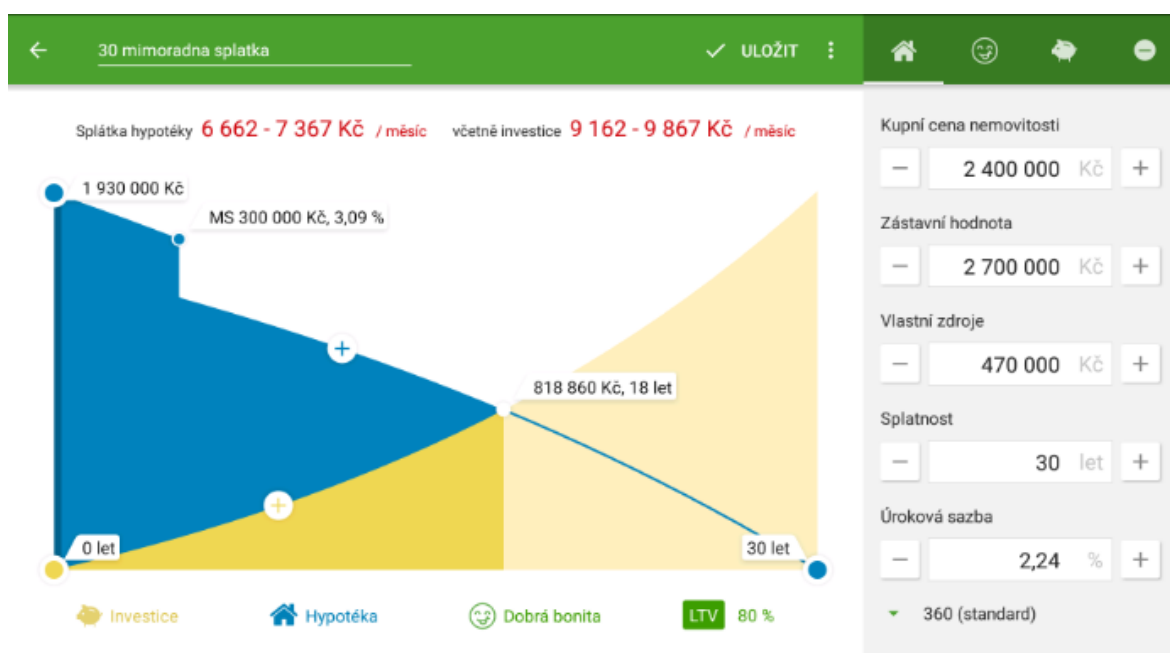 30 mimoradna splatka
ULOŽIT
Splátka hypotéky 6 662 - 7 367 Kč / měsíc včetně investice 9 162 - 9 867 Kč / měsíc
1 930 000 Kč
MS 300 000 Kč, 3,09 %
818 860 Kč, 18 let
0 let
30 let
Investice
Hypotéka
Dobrá bonita
LTV 80 %
Kupní cena nemovitosti
2 400 000 Kč
Zástavní hodnota
2 700 000 Kč
Vlastní zdroje
470 000 Kč
Splatnost
30 let
Úroková sazba
2,24 %
360 (standard)